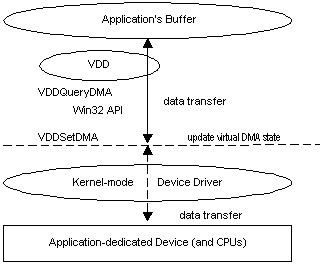 Application's Buffer
VDD
VDDQueryDMA
Win32 API
data transfer
VDDSetDMA
update virtual DMA state
Kernel-mode Device Driver
data transfer
Application-dedicated Device (and CPUs)